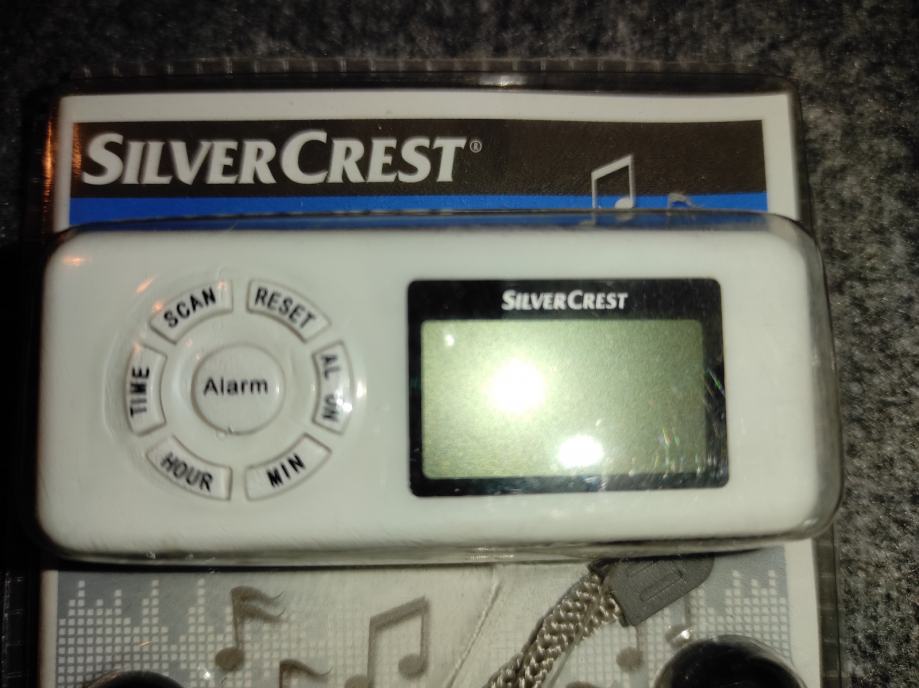 SILVERCREST®
SCAN
RESET
SILVERCREST
TIME
Alarm
AL ON
HOUR
MIN